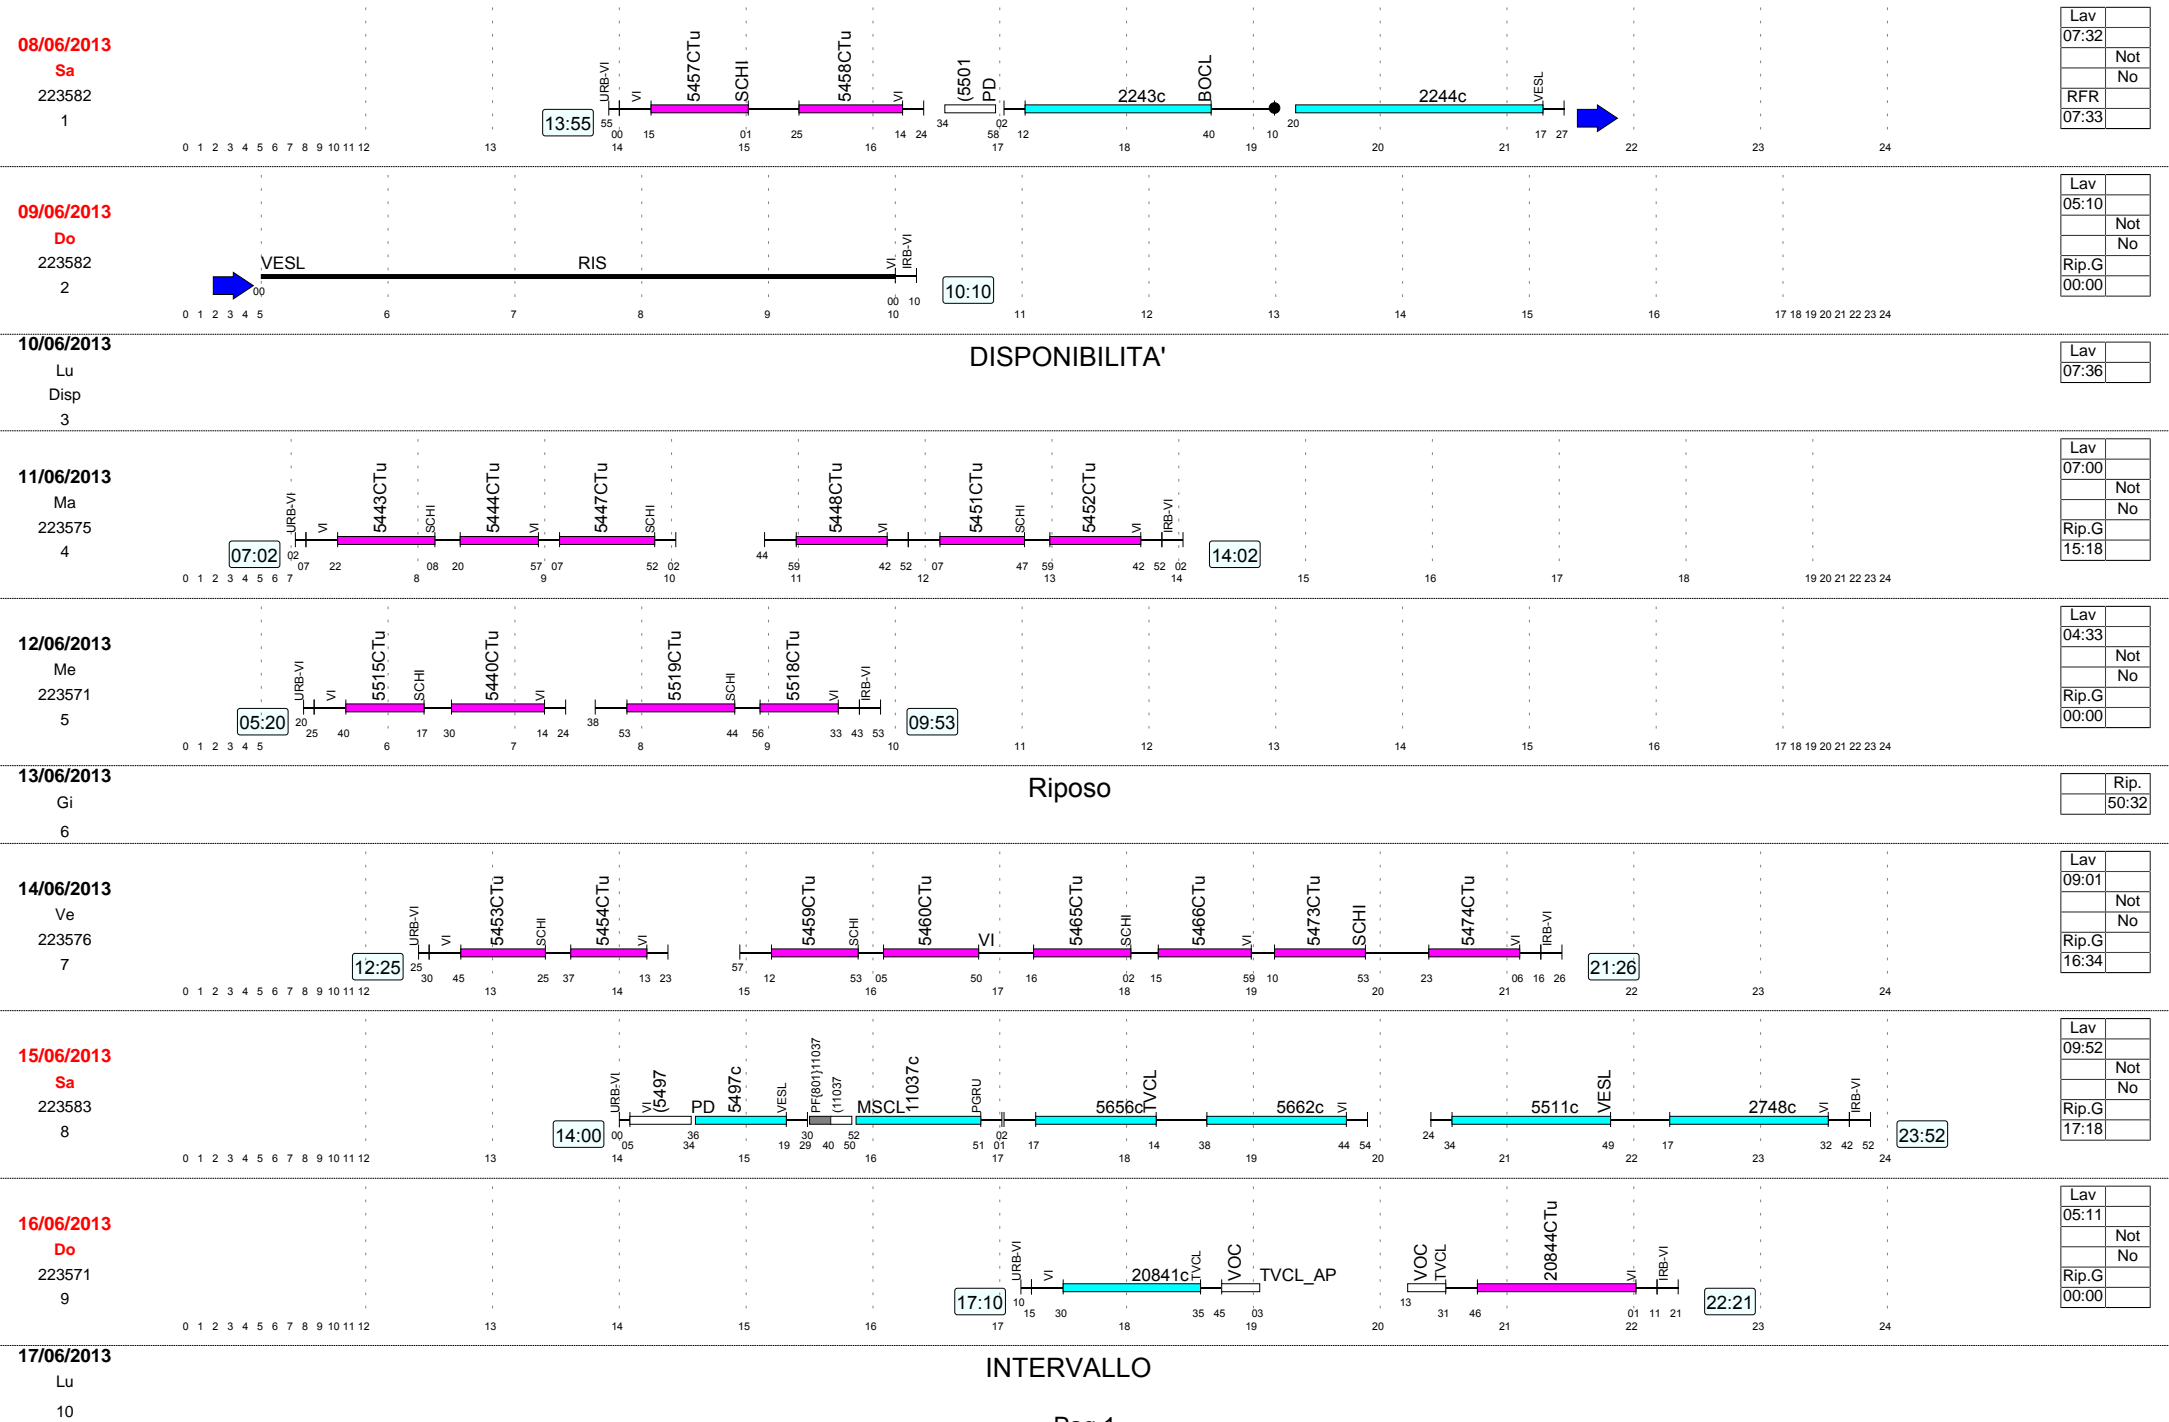 08/06/2013
Sa
223582
1
13:55
URB-VI VI 5457CTu SCHI 5458CTu VI (5501 PD 2243c BOCL 2244c VESL
55 00 15 01 25 14 24 34 58 02 12 40 10 20 17 27
0 1 2 3 4 5 6 7 8 9 10 11 12 13 14 15 16 17 18 19 20 21 22 23 24
Lav
07:32
Not
No
RFR
07:33
09/06/2013
Do
223582
2
VESL RIS VI IRB-VI
00 00 10
10:10
0 1 2 3 4 5 6 7 8 9 10 11 12 13 14 15 16 17 18 19 20 21 22 23 24
Lav
05:10
Not
No
Rip.G
00:00
10/06/2013
Lu
Disp
3
DISPONIBILITA'
Lav
07:36
11/06/2013
Ma
223575
4
07:02
URB-VI VI 5443CTu SCHI 5444CTu VI 5447CTu SCHI 5448CTu VI 5451CTu SCHI 5452CTu VI IRB-VI
02 07 22 08 20 57 07 52 02 44 59 42 52 07 47 59 42 52 02
14:02
0 1 2 3 4 5 6 7 8 9 10 11 12 13 14 15 16 17 18 19 20 21 22 23 24
Lav
07:00
Not
No
Rip.G
15:18
12/06/2013
Me
223571
5
05:20
URB-VI VI 5515CTu SCHI 5440CTu VI 5519CTu SCHI 5518CTu VI IRB-VI
20 25 40 17 30 14 24 38 53 44 56 33 43 53
09:53
0 1 2 3 4 5 6 7 8 9 10 11 12 13 14 15 16 17 18 19 20 21 22 23 24
Lav
04:33
Not
No
Rip.G
00:00
13/06/2013
Gi
6
Riposo
Rip.
50:32
14/06/2013
Ve
223576
7
12:25
URB-VI VI 5453CTu SCHI 5454CTu VI 5459CTu SCHI 5460CTu VI 5465CTu SCHI 5466CTu VI 5473CTu SCHI 5474CTu VI IRB-VI
25 30 45 25 37 13 23 57 12 53 05 50 16 02 15 59 10 53 23 06 16 26
21:26
0 1 2 3 4 5 6 7 8 9 10 11 12 13 14 15 16 17 18 19 20 21 22 23 24
Lav
09:01
Not
No
Rip.G
16:34
15/06/2013
Sa
223583
8
14:00
URB-VI VI (5497 PD 5497c VESL PF(801)11037 (11037 MSCL 11037c PGRU 5656c TVCL 5662c VI 5511c VESL 2748c VI IRB-VI
00 05 34 36 19 29 30 40 50 52 51 01 02 17 14 38 44 54 24 34 49 17 32 42 52
23:52
0 1 2 3 4 5 6 7 8 9 10 11 12 13 14 15 16 17 18 19 20 21 22 23 24
Lav
09:52
Not
No
Rip.G
17:18
16/06/2013
Do
223571
9
17:10
URB-VI VI 20841c TVCL VOC TVCL_AP VOC TVCL 20844CTu VI IRB-VI
10 15 30 35 45 03 13 31 46 01 11 21
22:21
0 1 2 3 4 5 6 7 8 9 10 11 12 13 14 15 16 17 18 19 20 21 22 23 24
Lav
05:11
Not
No
Rip.G
00:00
17/06/2013
Lu
10
INTERVALLO